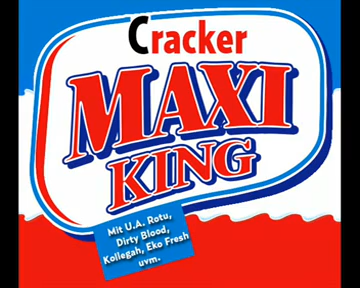 Cracker
MAXI
KING
Mit U.A. Rotu,
Dirty Blood,
Kollegah, Eko Fresh
uvm.